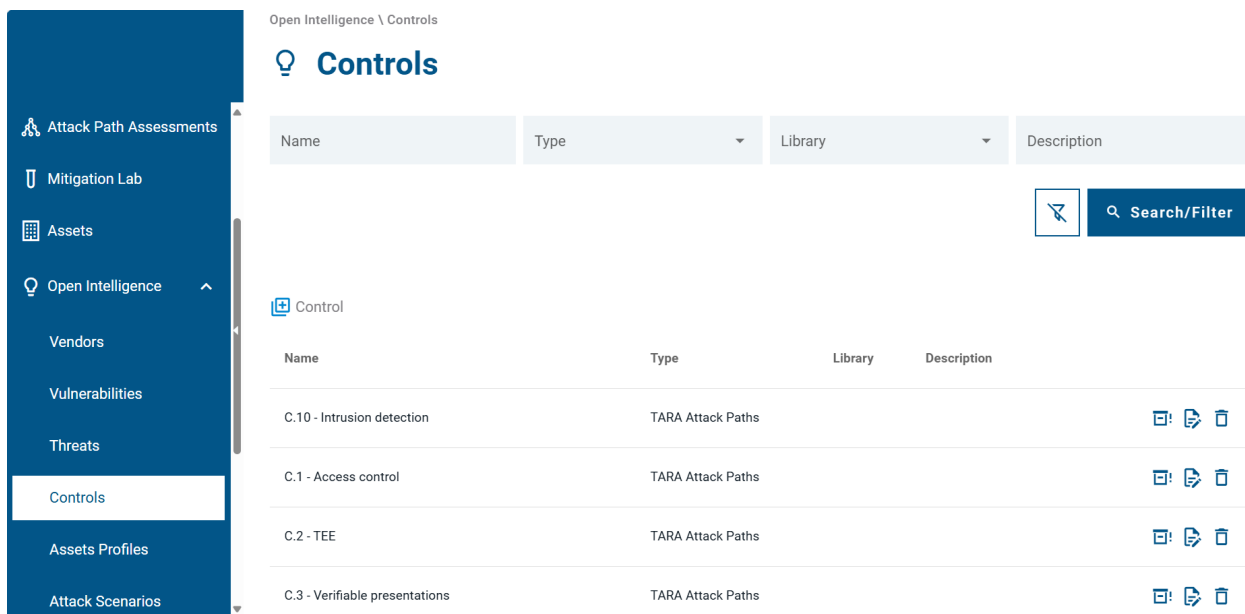 Open Intelligence \ Controls
Controls
Attack Path Assessments
Mitigation Lab
Assets
Open Intelligence
Vendors
Vulnerabilities
Threats
Controls
Assets Profiles
Attack Scenarios
Name Type Library Description
Search/Filter
Control
Name Type Library Description
C.10 - Intrusion detection TARA Attack Paths
C.1 - Access control TARA Attack Paths
C.2 - TEE TARA Attack Paths
C.3 - Verifiable presentations TARA Attack Paths